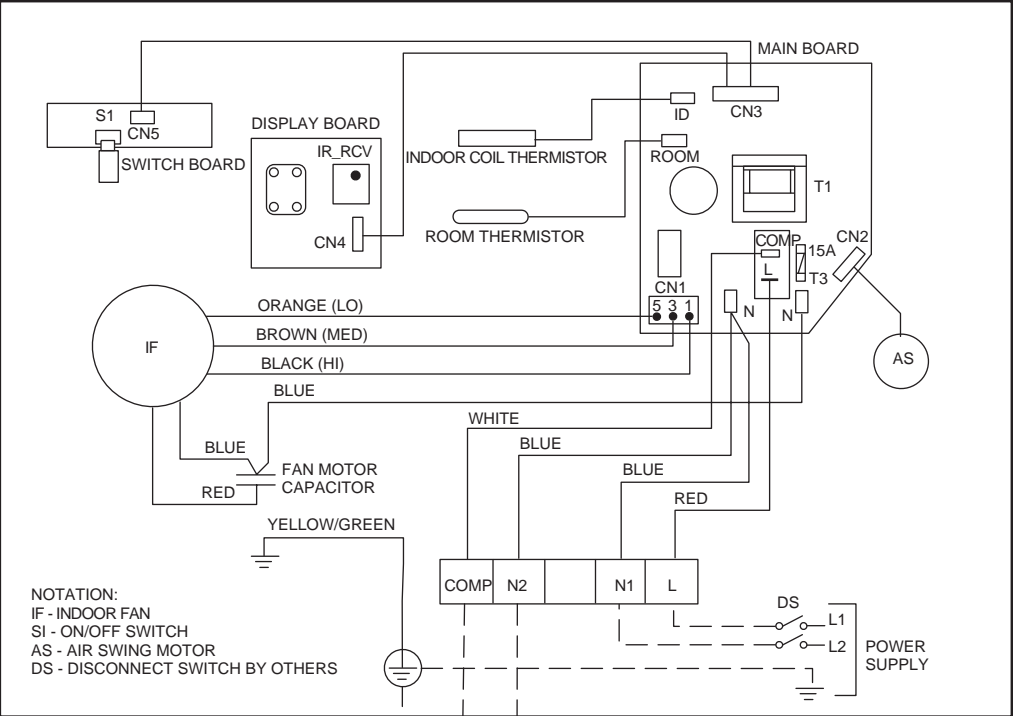 MAIN BOARD
S1
CN5
SWITCH BOARD
DISPLAY BOARD
IR_RCV
CN4
INDOOR COIL THERMISTOR
ID
CN3
ROOM
ROOM THERMISTOR
T1
COMP
L
15A
T3
CN2
CN1
5 3 1
N
N
AS
IF
ORANGE (LO)
BROWN (MED)
BLACK (HI)
BLUE
WHITE
BLUE
BLUE
BLUE
RED
RED
FAN MOTOR
CAPACITOR
YELLOW/GREEN
COMP N2 N1 L
DS
L1
L2
POWER
SUPPLY
NOTATION:
IF - INDOOR FAN
SI - ON/OFF SWITCH
AS - AIR SWING MOTOR
DS - DISCONNECT SWITCH BY OTHERS